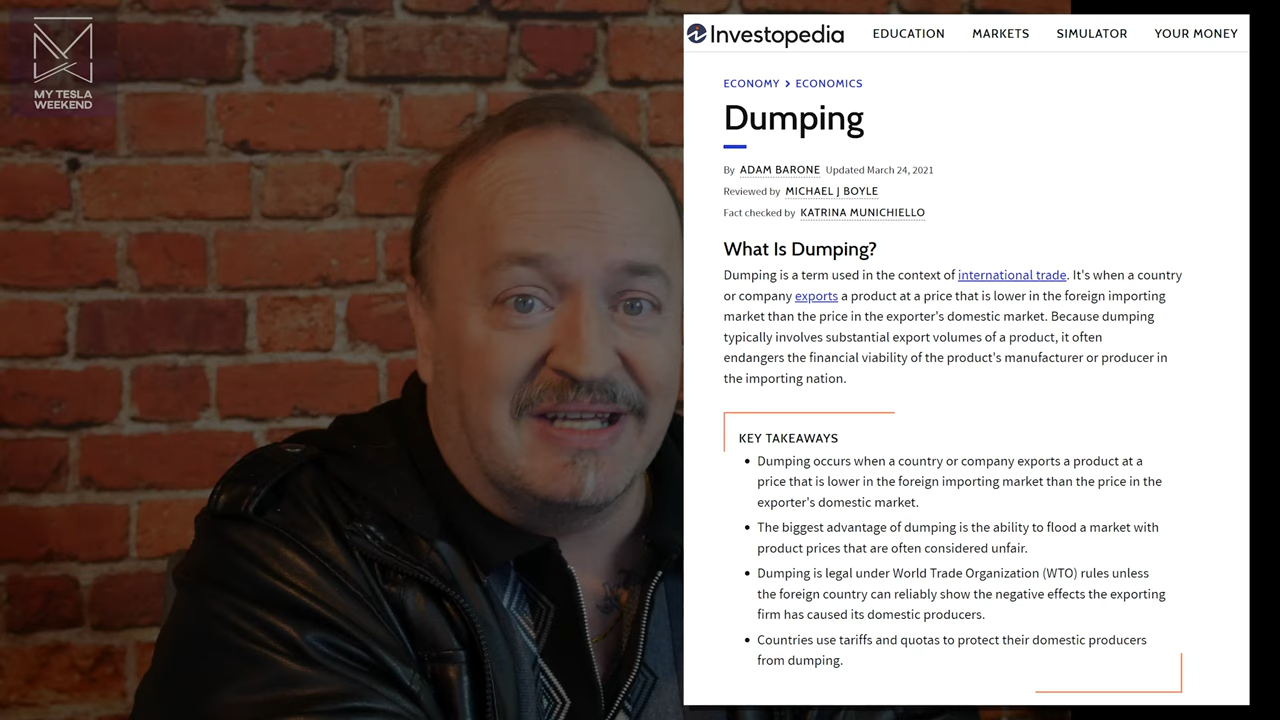 MY TESLA
WEEKEND
Investopedia
EDUCATION MARKETS SIMULATOR YOUR MONEY
ECONOMY > ECONOMICS
Dumping
By ADAM BARONE Updated March 24, 2021
Reviewed by MICHAEL J BOYLE
Fact checked by KATRINA MUNICHIELLO
What Is Dumping?
Dumping is a term used in the context of international trade. It's when a country
or company exports a product at a price that is lower in the foreign importing
market than the price in the exporter's domestic market. Because dumping
typically involves substantial export volumes of a product, it often
endangers the financial viability of the product's manufacturer or producer in
the importing nation.
KEY TAKEAWAYS
• Dumping occurs when a country or company exports a product at a
price that is lower in the foreign importing market than the price in the
exporter's domestic market.
• The biggest advantage of dumping is the ability to flood a market with
product prices that are often considered unfair.
• Dumping is legal under World Trade Organization (WTO) rules unless
the foreign country can reliably show the negative effects the exporting
firm has caused its domestic producers.
• Countries use tariffs and quotas to protect their domestic producers
from dumping.